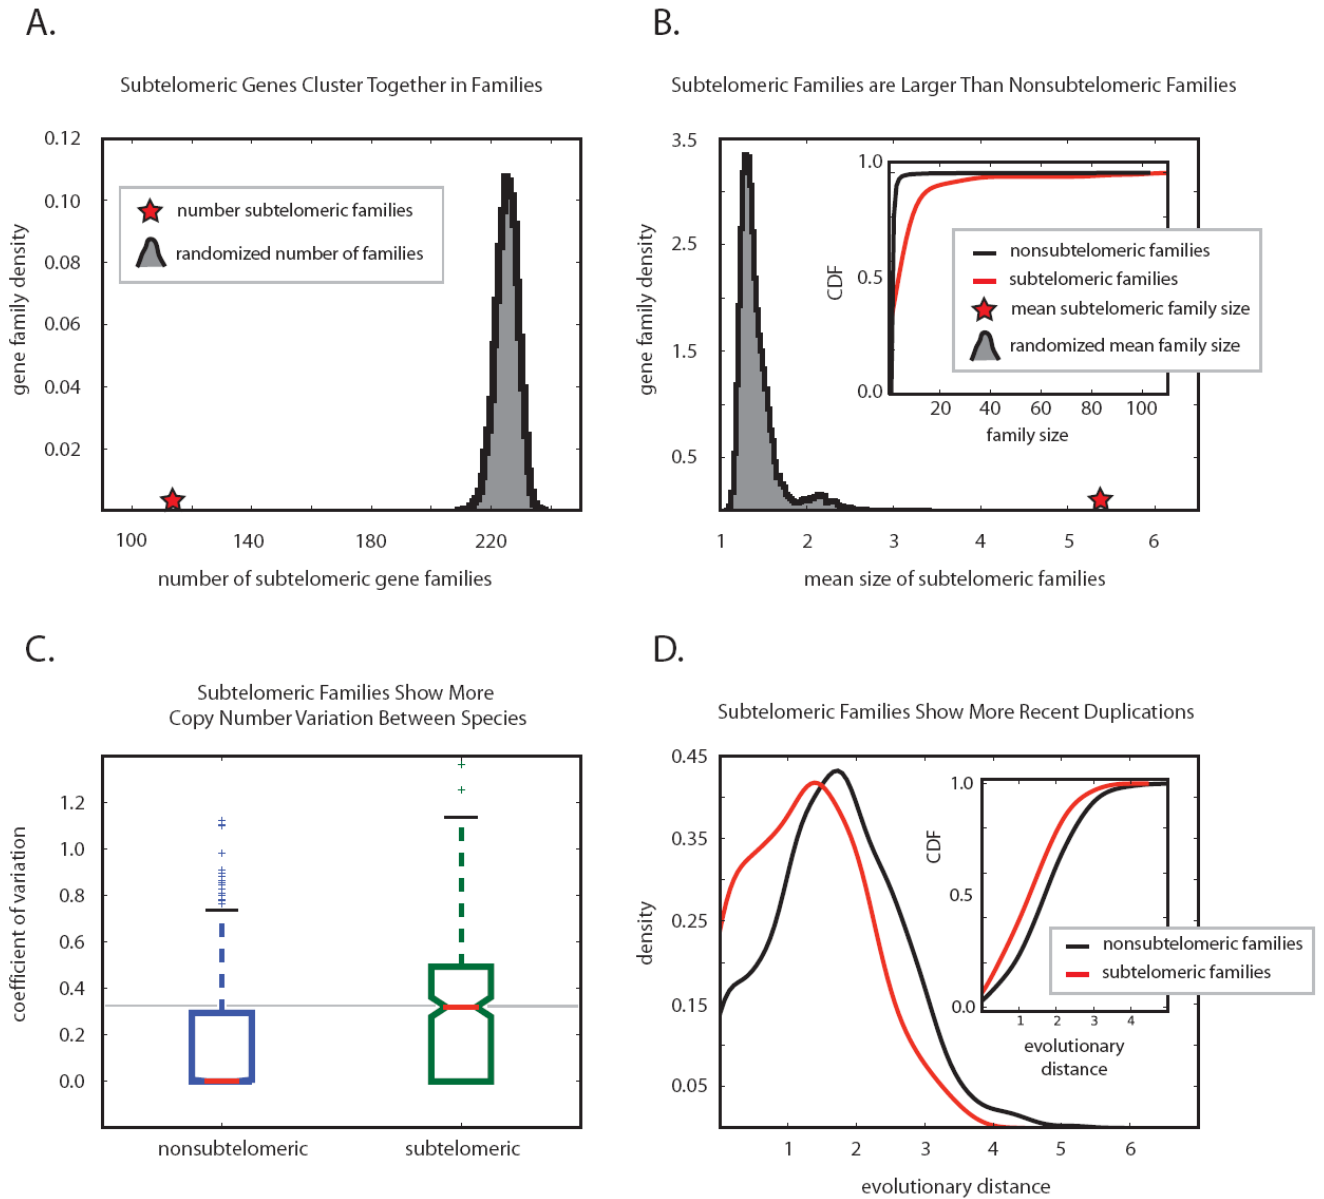 A.
Subtelomeric Genes Cluster Together in Families
0.12
0.10
0.08
0.06
0.04
0.02
gene family density
number subtelomeric families
randomized number of families
100 140 180 220
number of subtelomeric gene families
B.
Subtelomeric Families are Larger Than Nonsubtelomeric Families
3.5
2.5
1.5
0.5
gene family density
1.0
0.5
0.0
CDF
20 40 60 80 100
family size
nonsubtelomeric families
subtelomeric families
mean subtelomeric family size
randomized mean family size
1 2 3 4 5 6
mean size of subtelomeric families
C.
Subtelomeric Families Show More
Copy Number Variation Between Species
1.2
1.0
0.8
0.6
0.4
0.2
0.0
coefficient of variation
nonsubtelomeric subtelomeric
D.
Subtelomeric Families Show More Recent Duplications
0.45
0.35
0.25
0.15
0.05
density
1.0
0.5
0.0
CDF
1 2 3 4
evolutionary
distance
nonsubtelomeric families
subtelomeric families
1 2 3 4 5 6
evolutionary distance